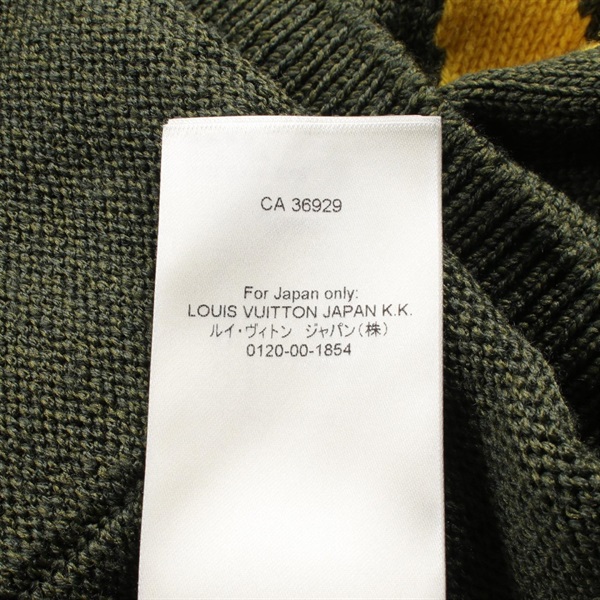 CA 36929
For Japan only:
LOUIS VUITTON JAPAN K.K.
ルイ・ヴィトン ジャパン(株)
0120-00-1854